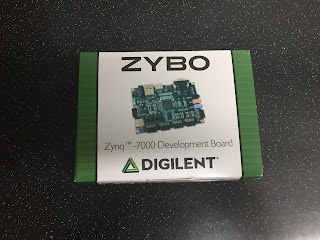 ZYBO
Zynq™-7000 Development Board
DIGILENT®